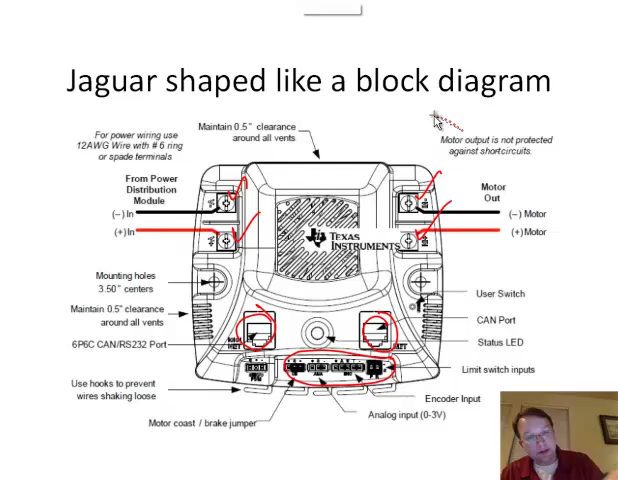 Jaguar shaped like a block diagram
For power wiring use
12AWG Wire with # 6 ring
or spade terminals
Maintain 0.5" clearance
around all vents
Motor output is not protected
against shortcircuits.
From Power
Distribution
Module
Motor
Out
(−) In
(−) Motor
(+)In
(+)Motor
TEXAS
INSTRUMENTS
Mounting holes
3.50" centers
User Switch
Maintain 0.5" clearance
around all vents
CAN Port
6P6C CAN/RS232 Port
Status LED
Limit switch inputs
Use hooks to prevent
wires shaking loose
Encoder Input
Analog input (0-3V)
Motor coast / brake jumper